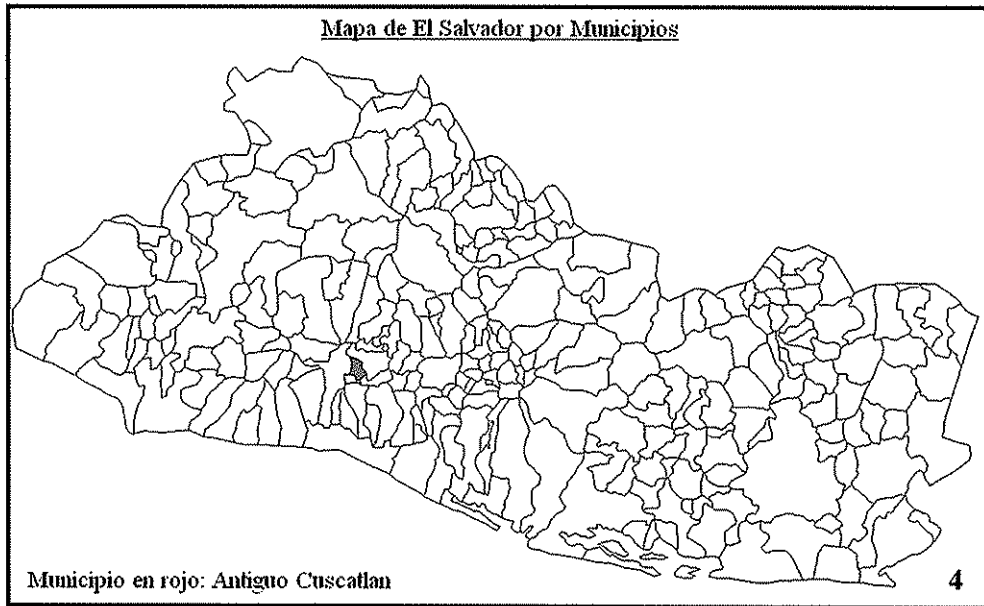 Mapa de El Salvador por Municipios
Municipio en rojo: Antiguo Cuscatlan
4